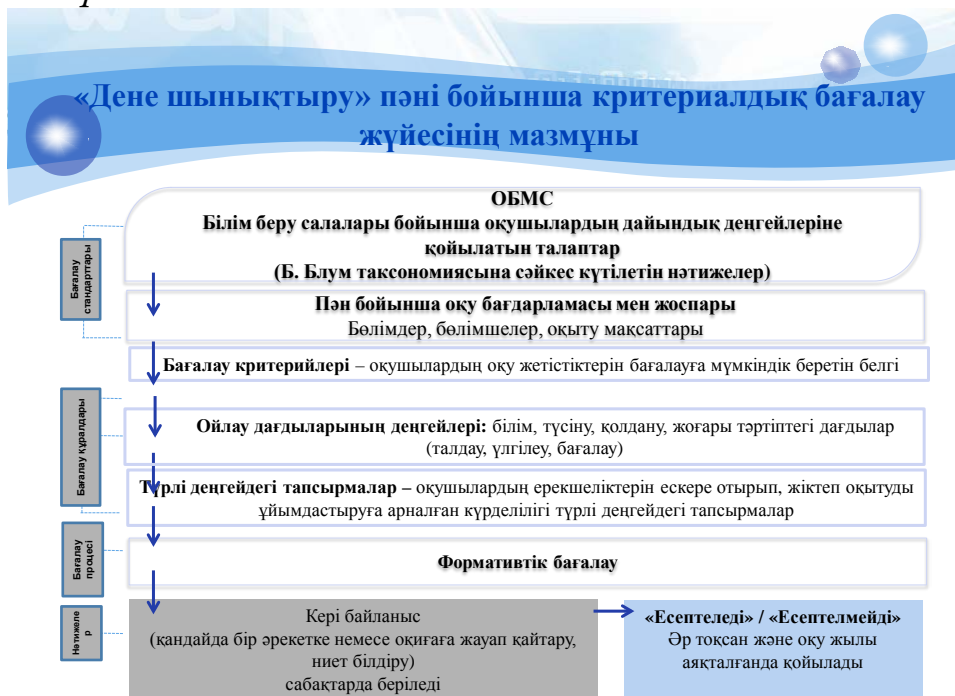 «Дене шынықтыру» пәні бойынша критериалдық бағалау
жүйесінің мазмұны
ОБМС
Білім беру салалары бойынша оқушылардың дайындық деңгейлеріне
қойылатын талаптар
(Б. Блум таксономиясына сәйкес күтілетін нәтижелер)
Бағалау
стандарттары
Пән бойынша оқу бағдарламасы мен жоспары
Бөлімдер, бөлімшелер, оқыту мақсаттары
Бағалау критерийлері – оқушылардың оқу жетістіктерін бағалауға мүмкіндік беретін белгі
Бағалау құралдары
Ойлау дағдыларының деңгейлері: білім, түсіну, қолдану, жоғары тәртіптегі дағдылар
(талдау, үлгілеу, бағалау)
Түрлі деңгейдегі тапсырмалар – оқушылардың ерекшеліктерін ескере отырып, жіктеп оқытуды
ұйымдастыруға арналған күрделілігі түрлі деңгейдегі тапсырмалар
Бағалау
процесі
Формативтік бағалау
Нәтижеле
р
Кері байланыс
(қандайда бір әрекетке немесе оқиғаға жауап қайтару,
ниет білдіру)
сабақтарда беріледі
«Есептеледі» / «Есептелмейді»
Әр тоқсан және оқу жылы
аяқталғанда қойылады